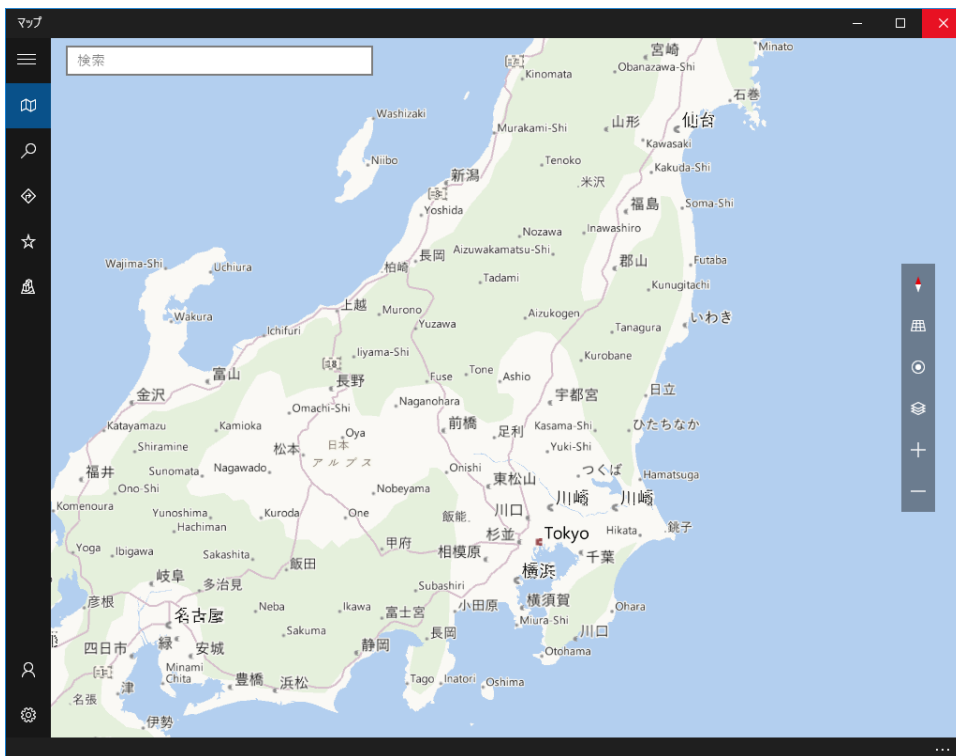 マップ
検索
宮崎
Minato
Kinomata
Obanazawa-Shi
石巻
Washizaki
Murakami-Shi
山形
仙台
Kawasaki
Niibo
Tenoko
Kakuda-Shi
新潟
米沢
Yoshida
福島
Soma-Shi
Nozawa
Inawashiro
長岡
Aizuwakamatsu-Shi
Wajima-Shi
Uchiura
柏崎
郡山
Futaba
Tadami
Kunugitachi
上越
Murono
Aizukogen
いわき
Wakura
Ichifuri
Yuzawa
Tanagura
Iiyama-Shi
Kurobane
18
富山
長野
Fuse
Tone
Ashio
日立
金沢
Omachi-Shi
Naganohara
宇都宮
Katayamazu
Kamioka
前橋
足利
Kasama-Shi
ひたちなか
Shiramine
松本
日本
アルプス
Oya
Yuki-Shi
福井
Sunomata
Nagawado
Onishi
東松山
つくば
Hamatsuga
Ono-Shi
Nobeyama
川崎
川崎
Komenoura
Yunoshima
Kuroda
One
飯能
川口
Hachiman
杉並
Tokyo
Hikata
銚子
Yoga
Ibigawa
Sakashita
甲府
相模原
千葉
飯田
岐阜
多治見
横浜
Subashiri
彦根
Neba
Ikawa
富士宮
小田原
横須賀
Ohara
名古屋
Miura-Shi
Sakuma
長岡
川口
四日市
緑
安城
静岡
Otohama
Minami
Chita
豊橋
浜松
Tago
Inatori
Oshima
津
名張
伊勢